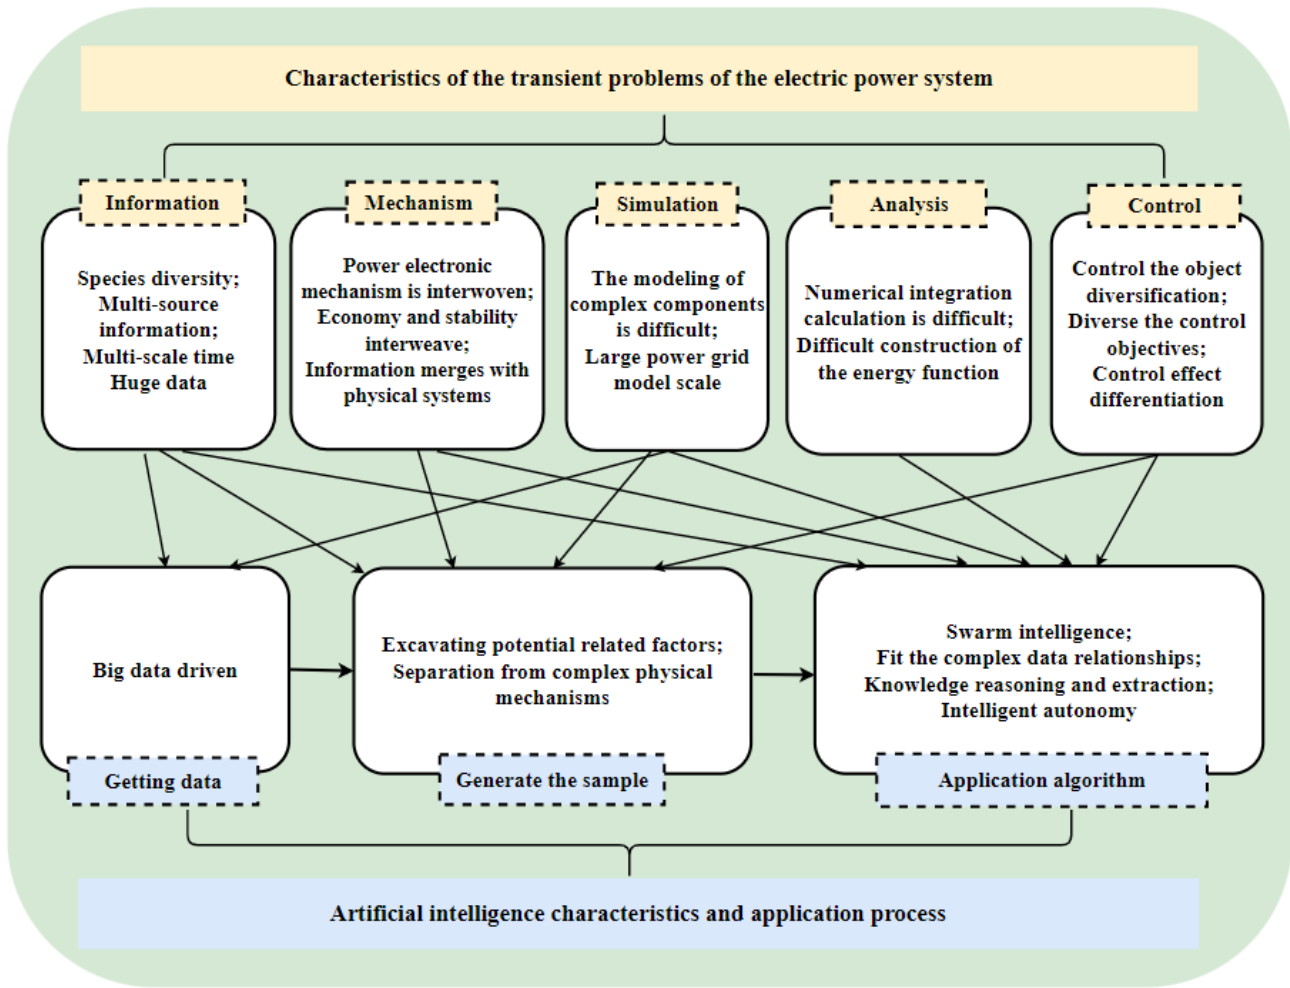 Characteristics of the transient problems of the electric power system
Information
Species diversity;
Multi-source
information;
Multi-scale time
Huge data
Mechanism
Power electronic
mechanism is interwoven;
Economy and stability
interweave;
Information merges with
physical systems
Simulation
The modeling of
complex components
is difficult;
Large power grid
model scale
Analysis
Numerical integration
calculation is difficult;
Difficult construction of
the energy function
Control
Control the object
diversification;
Diverse the control
objectives;
Control effect
differentiation
Big data driven
Getting data
Excavating potential related factors;
Separation from complex physical
mechanisms
Generate the sample
Swarm intelligence;
Fit the complex data relationships;
Knowledge reasoning and extraction;
Intelligent autonomy
Application algorithm
Artificial intelligence characteristics and application process